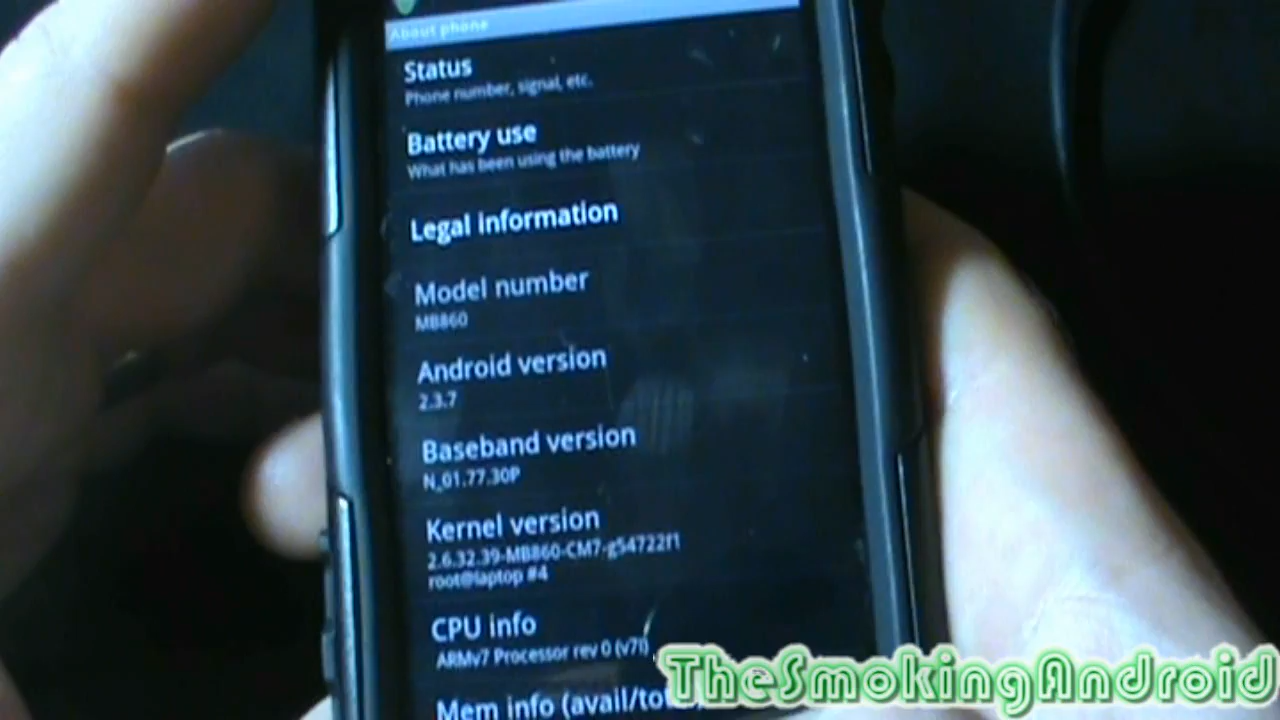 About phone
Status
Phone number, signal, etc.
Battery use
What has been using the battery
Legal information
Model number
MB860
Android version
2.3.7
Baseband version
N_01.77.30P
Kernel version
2.6.32.39-MB860-CM7-g54722f1
root@laptop #4
CPU info
ARMv7 Processor rev 0 (v7l)
Mem info
TheSmokingAndroid